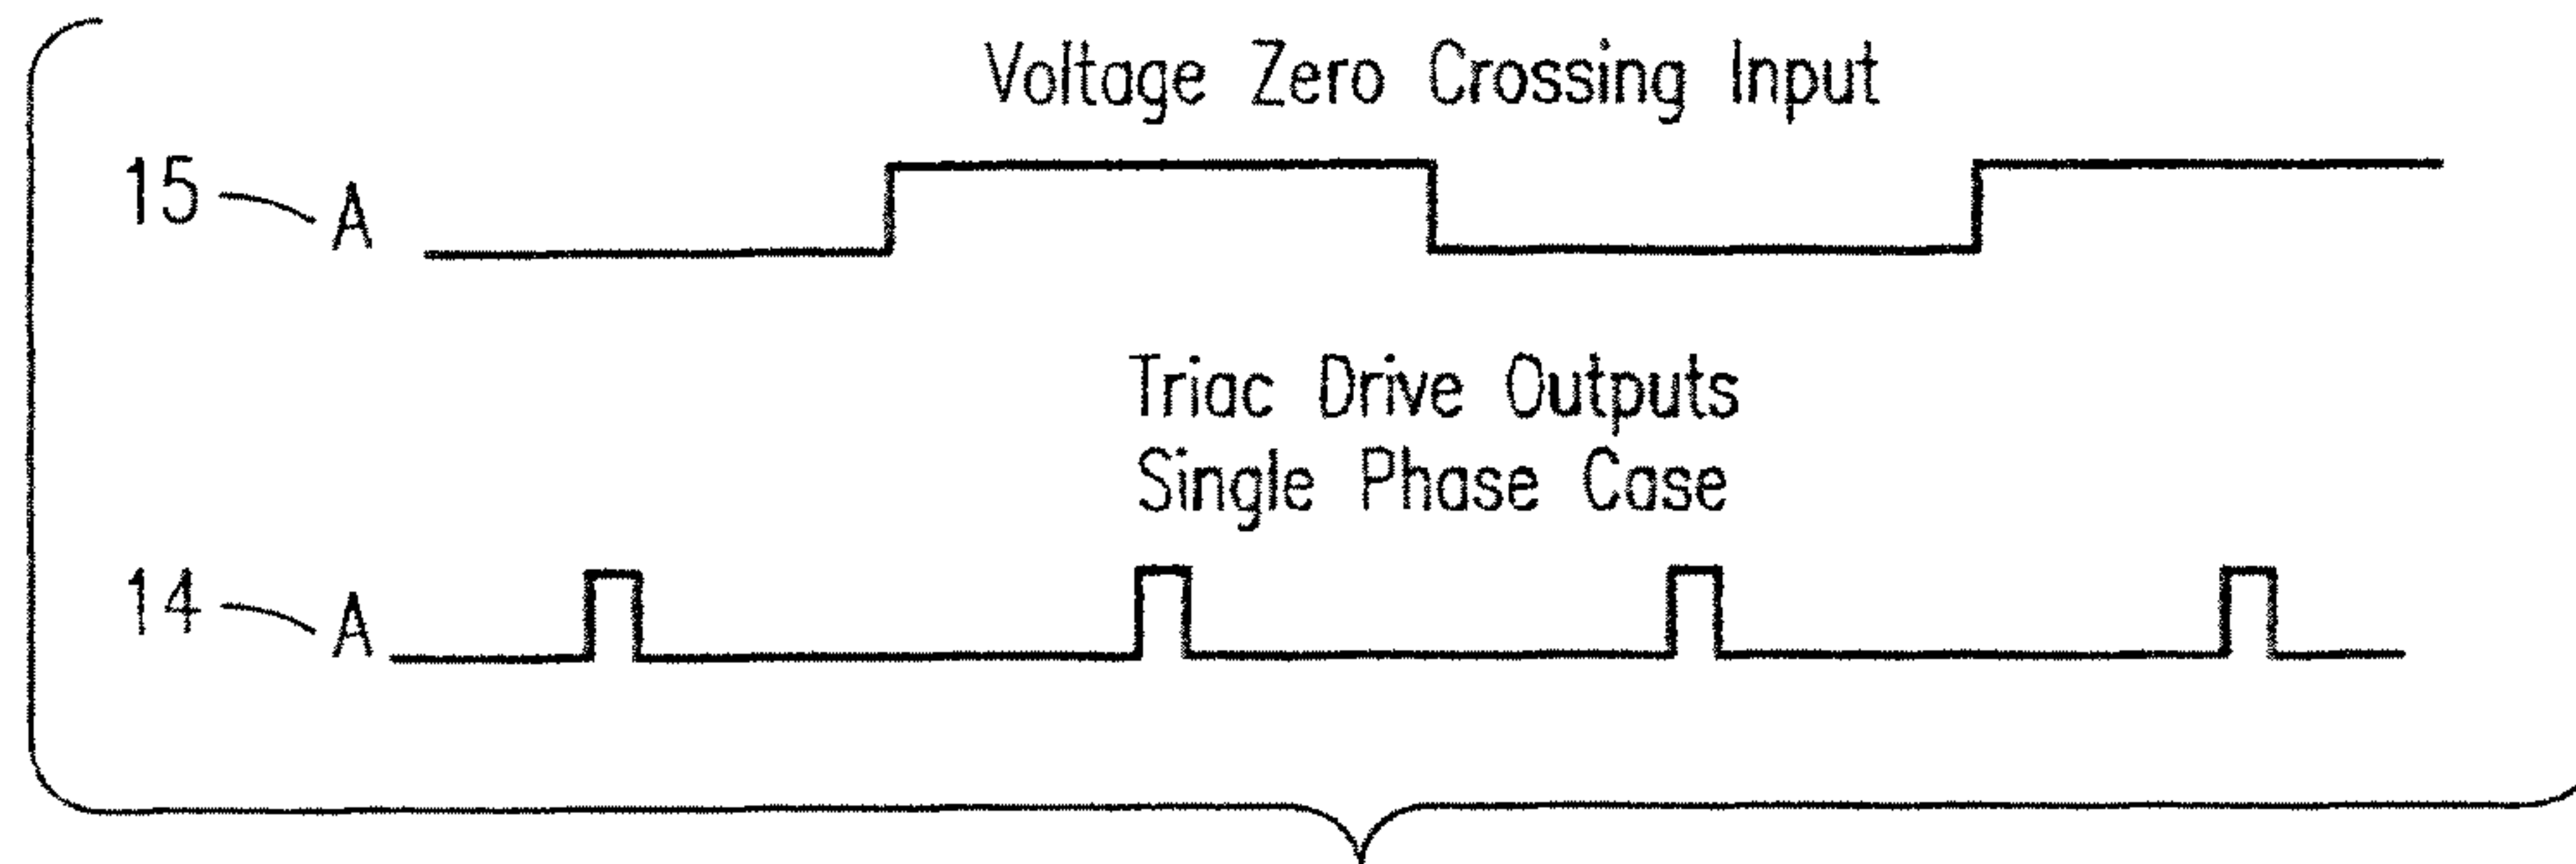 Voltage Zero Crossing Input
15 A
Triac Drive Outputs
Single Phase Case
14 A